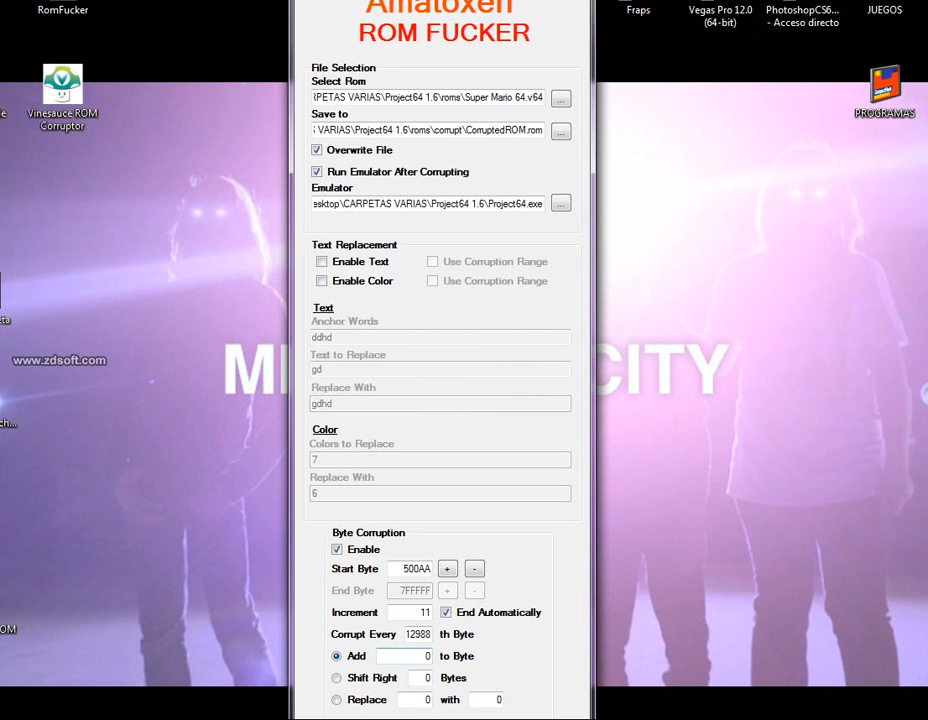 RomFucker
Amatoxen
ROM FUCKER
Fraps
Vegas Pro 12.0
(64-bit)
PhotoshopCS6...
- Acceso directo
JUEGOS
Vinesauce ROM
Corruptor
PROGRAMAS
File Selection
Select Rom
RPETAS VARIAS\Project64 1.6\roms\Super Mario 64.v64
...
Save to
VARIAS\Project64 1.6\roms\corrupt\CorruptedROM.rom
...
Overwrite File
Run Emulator After Corrupting
Emulator
esktop\CARPETAS VARIAS\Project64 1.6\Project64.exe
...
Text Replacement
Enable Text
Use Corruption Range
Enable Color
Use Corruption Range
Text
Anchor Words
ddhd
Text to Replace
gd
Replace With
gdhd
www.zdsoft.com
MI CITY
Color
Colors to Replace
7
Replace With
6
Byte Corruption
Enable
Start Byte 500AA + -
End Byte 7FFFFF + -
Increment 11 End Automatically
Corrupt Every 12988 th Byte
Add 0 to Byte
Shift Right 0 Bytes
Replace 0 with 0
OM